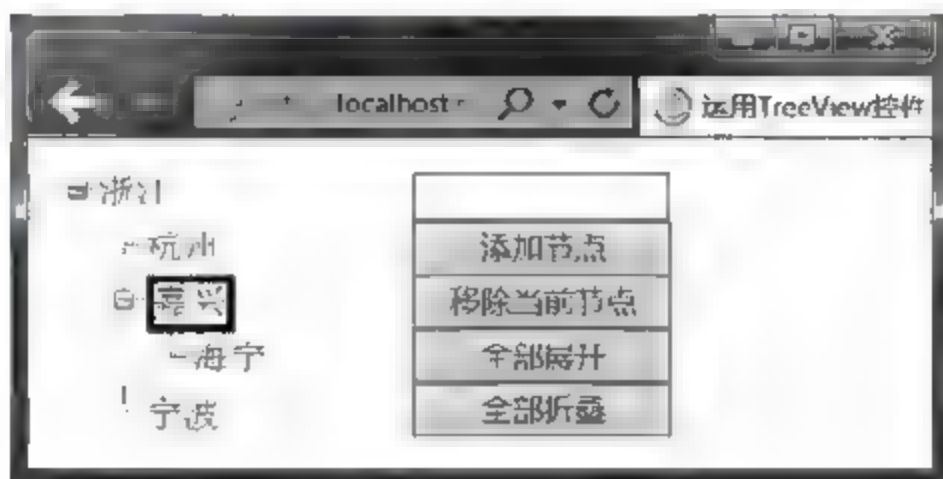 localhost
运用TreeView控件
浙江
杭州
嘉兴
海宁
宁波
添加节点
移除当前节点
全部展开
全部折叠